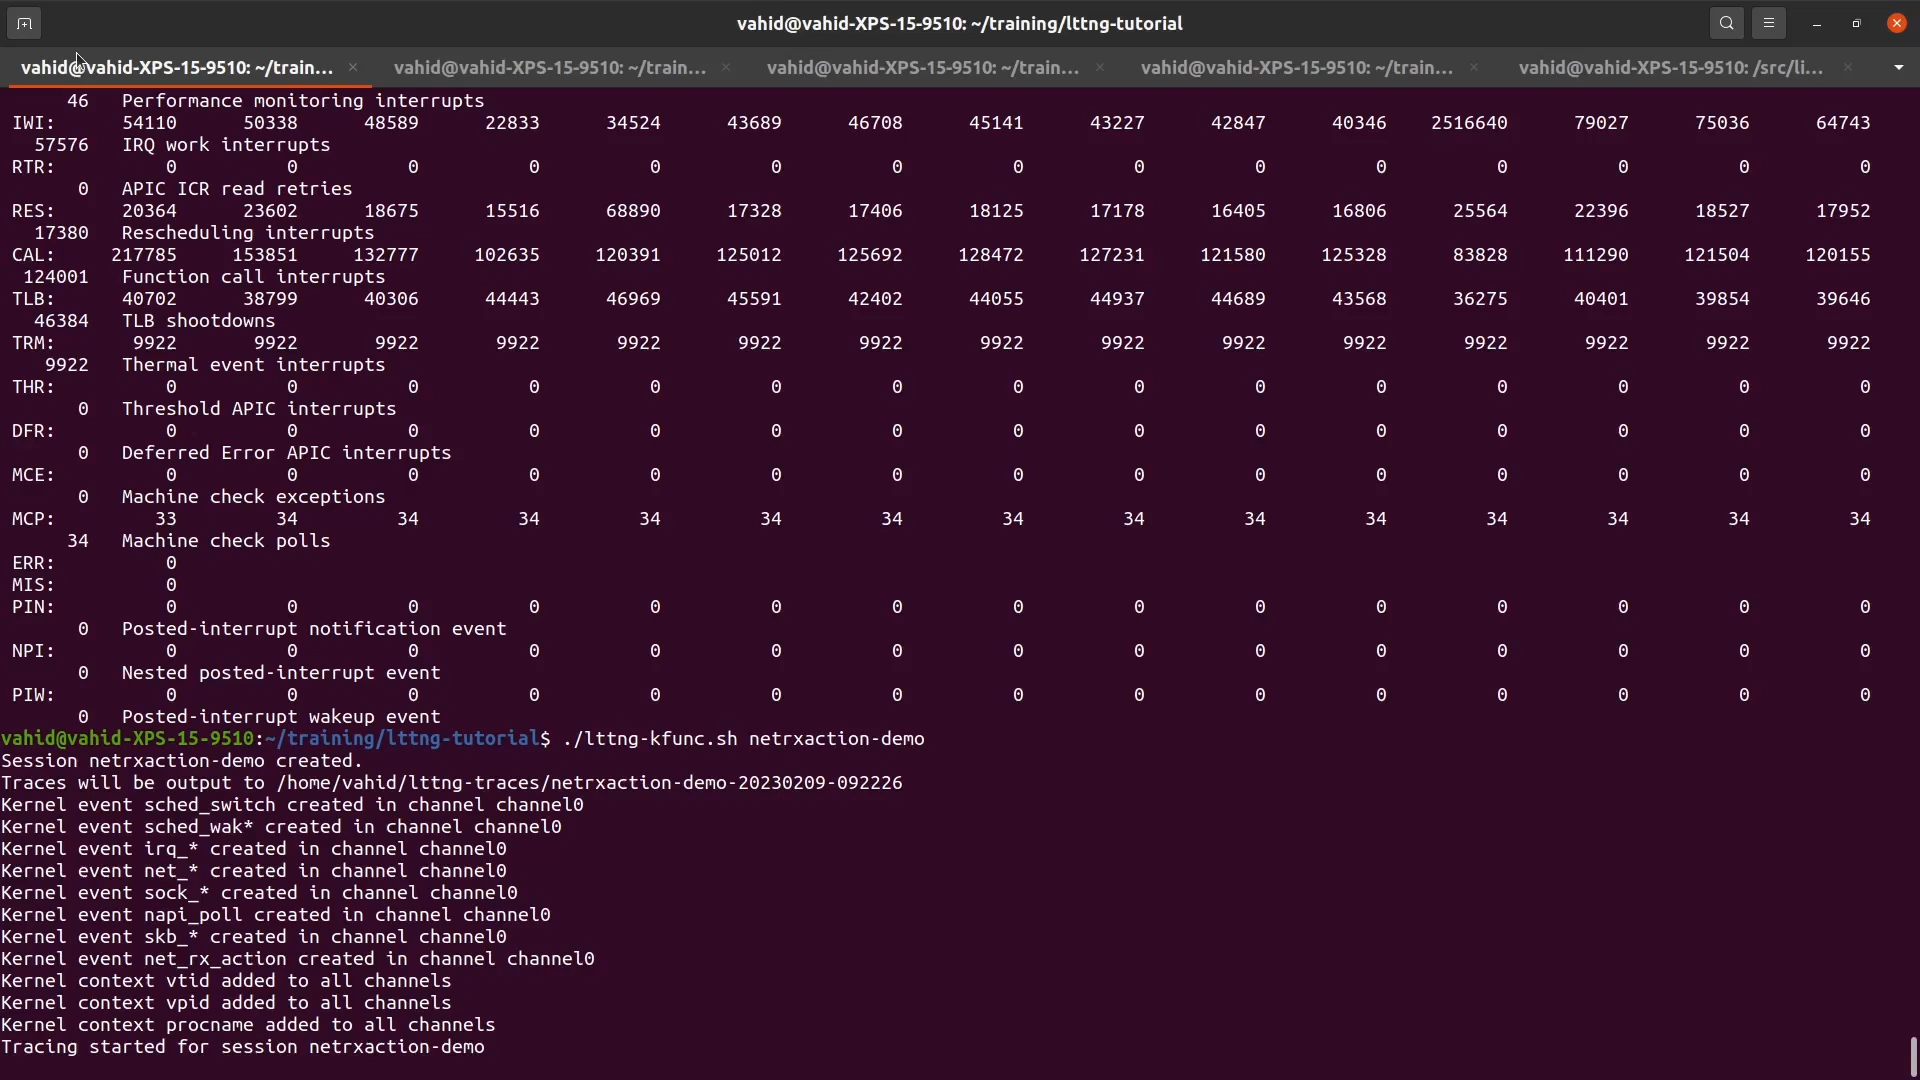 vahid@vahid-XPS-15-9510: ~/training/lttng-tutorial
vahid@vahid-XPS-15-9510: ~/train... vahid@vahid-XPS-15-9510: ~/train... vahid@vahid-XPS-15-9510: ~/train... vahid@vahid-XPS-15-9510: ~/train... vahid@vahid-XPS-15-9510: /src/li...
46 Performance monitoring interrupts
IWI: 54110 50338 48589 22833 34524 43689 46708 45141 43227 42847 40346 2516640 79027 75036 64743
57576 IRQ work interrupts
RTR: 0 0 0 0 0 0 0 0 0 0 0 0 0 0 0
0 APIC ICR read retries
RES: 20364 23602 18675 15516 68890 17328 17406 18125 17178 16405 16806 25564 22396 18527 17952
17380 Rescheduling interrupts
CAL: 217785 153851 132777 102635 120391 125012 125692 128472 127231 121580 125328 83828 111290 121504 120155
124001 Function call interrupts
TLB: 40702 38799 40306 44443 46969 45591 42402 44055 44937 44689 43568 36275 40401 39854 39646
46384 TLB shootdowns
TRM: 9922 9922 9922 9922 9922 9922 9922 9922 9922 9922 9922 9922 9922 9922 9922
9922 Thermal event interrupts
THR: 0 0 0 0 0 0 0 0 0 0 0 0 0 0 0
0 Threshold APIC interrupts
DFR: 0 0 0 0 0 0 0 0 0 0 0 0 0 0 0
0 Deferred Error APIC interrupts
MCE: 0 0 0 0 0 0 0 0 0 0 0 0 0 0 0
0 Machine check exceptions
MCP: 33 34 34 34 34 34 34 34 34 34 34 34 34 34 34
34 Machine check polls
ERR: 0
MIS: 0
PIN: 0 0 0 0 0 0 0 0 0 0 0 0 0 0 0
0 Posted-interrupt notification event
NPI: 0 0 0 0 0 0 0 0 0 0 0 0 0 0 0
0 Nested posted-interrupt event
PIW: 0 0 0 0 0 0 0 0 0 0 0 0 0 0 0
0 Posted-interrupt wakeup event
vahid@vahid-XPS-15-9510:~/training/lttng-tutorial$ ./lttng-kfunc.sh netrxaction-demo
Session netrxaction-demo created.
Traces will be output to /home/vahid/lttng-traces/netrxaction-demo-20230209-092226
Kernel event sched_switch created in channel channel0
Kernel event sched_wak* created in channel channel0
Kernel event irq_* created in channel channel0
Kernel event net_* created in channel channel0
Kernel event sock_* created in channel channel0
Kernel event napi_poll created in channel channel0
Kernel event skb_* created in channel channel0
Kernel event net_rx_action created in channel channel0
Kernel context vtid added to all channels
Kernel context vpid added to all channels
Kernel context procname added to all channels
Tracing started for session netrxaction-demo